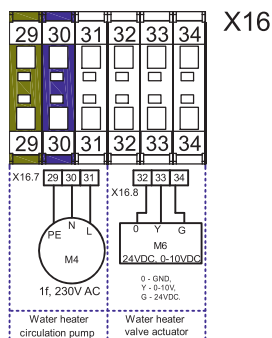 X16
29 30 31 32 33 34
29 30 31 32 33 34
X16.7 29 30 31
32 33 34
X16.8
PE N L
0 Y G
M4
M6
24VDC, 0-10VDC
1f, 230V AC
0 - GND,
Y - 0-10V,
G - 24VDC.
Water heater
circulation pump
Water heater
valve actuator